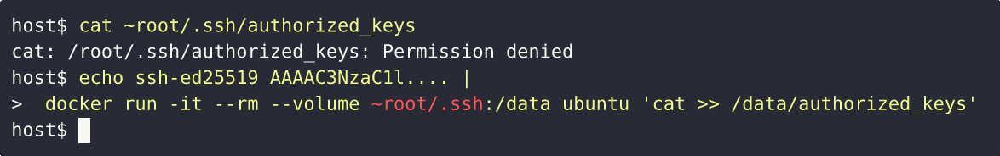 host$ cat ~root/.ssh/authorized_keys
cat: /root/.ssh/authorized_keys: Permission denied
host$ echo ssh-ed25519 AAAAC3NzaC1l.... |
>  docker run -it --rm --volume ~root/.ssh:/data ubuntu 'cat >> /data/authorized_keys'
host$